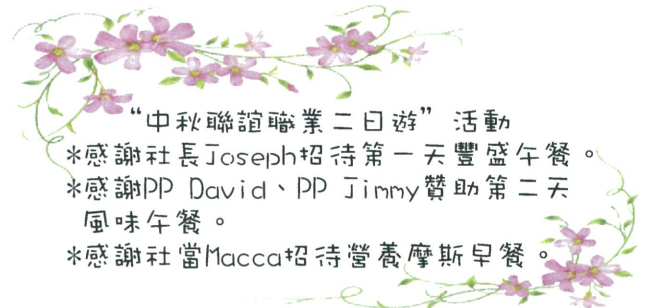 “中秋聯誼職業二日遊”活動
*感謝社長Joseph招待第一天豐盛午餐。
*感謝PP David、PP Jimmy贊助第二天
風味午餐。
*感謝社當Macca招待營養摩斯早餐。